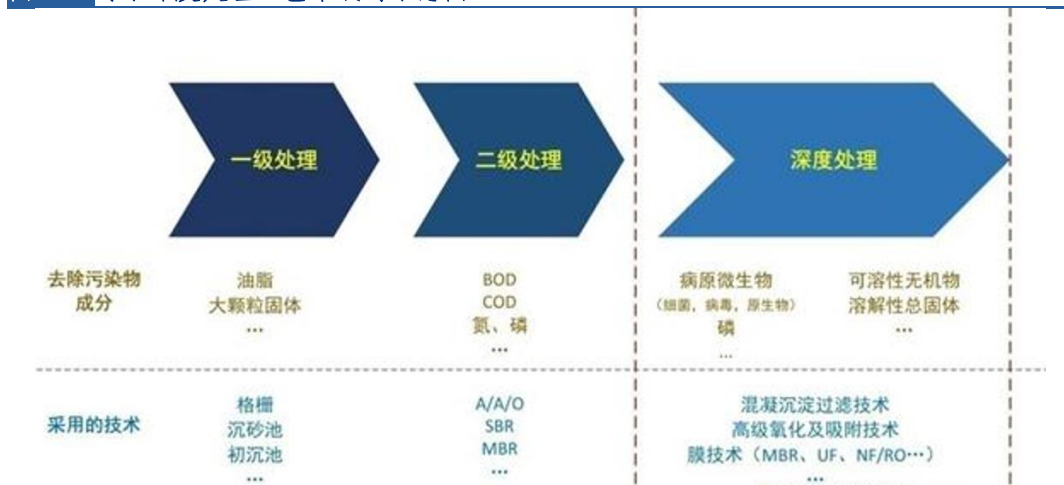 一级处理
二级处理
深度处理
去除污染物
成分
油脂
大颗粒固体
...
BOD
COD
氮、磷
...
病原微生物
（细菌，病毒，原生物）
磷
...
可溶性无机物
溶解性总固体
...
采用的技术
格栅
沉砂池
初沉池
...
A/A/O
SBR
MBR
...
混凝沉淀过滤技术
高级氧化及吸附技术
膜技术（MBR、UF、NF/RO…）
...